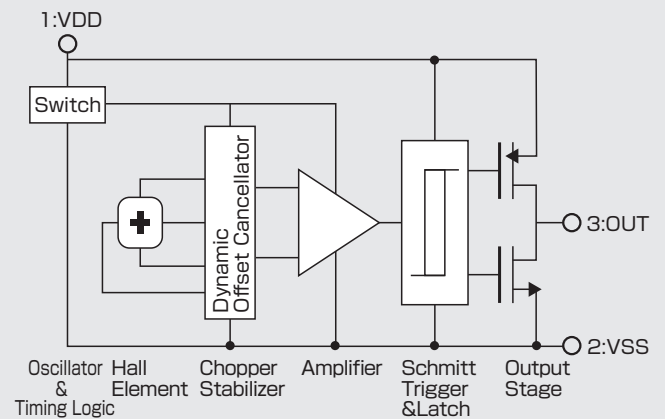 1:VDD
Switch
Dynamic
Offset Cancellator
3:OUT
2:VSS
Oscillator
&
Timing Logic
Hall
Element
Chopper
Stabilizer
Amplifier
Schmitt
Trigger
&Latch
Output
Stage